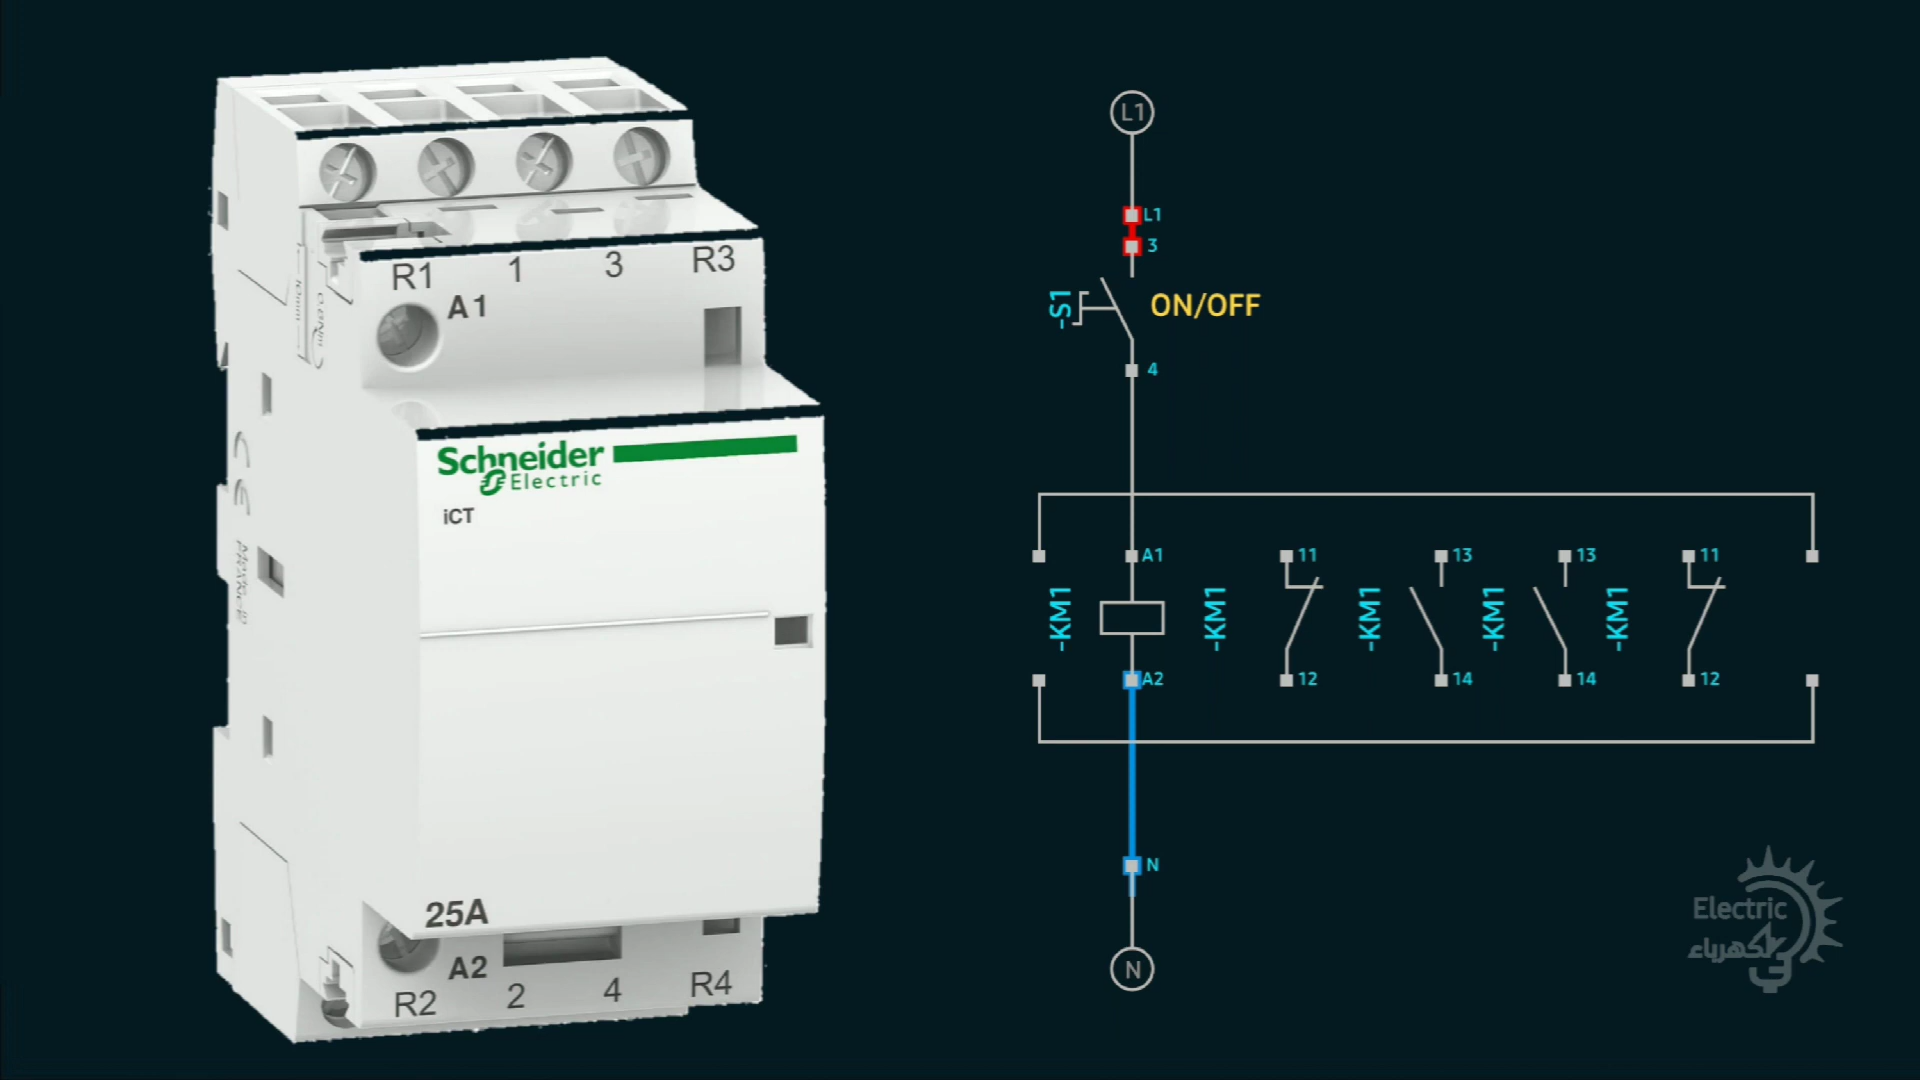 R1 1 3 R3
A1
Schneider
Electric
iCT
25A
A2
R2 2 4 R4
L1
L1
3
-S1
ON/OFF
4
A1 11 13 13 11
-KM1 -KM1 -KM1 -KM1 -KM1
A2 12 14 14 12
N
N
Electric
كهرباء